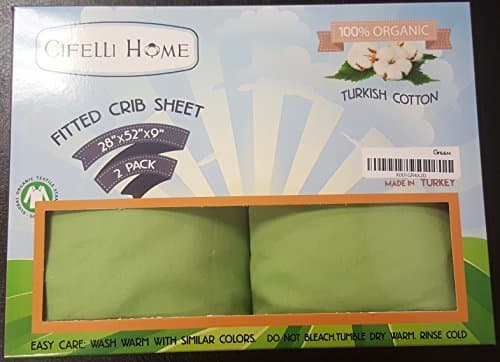 CIFELLI HOME
100% ORGANIC
TURKISH COTTON
FITTED CRIB SHEET
28"x52"x9"
2 PACK
Green
MADE IN TURKEY
EASY CARE: WASH WARM WITH SIMILAR COLORS. DO NOT BLEACH.TUMBLE DRY WARM. RINSE COLD